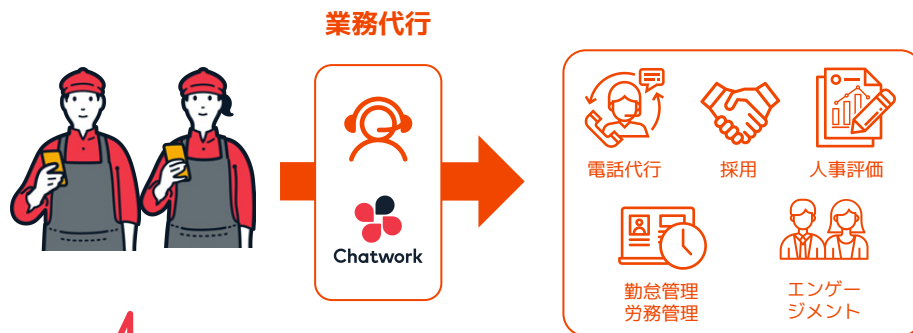 業務代行
Chatwork
電話代行
採用
人事評価
勤怠管理
労務管理
エンゲー
ジメント